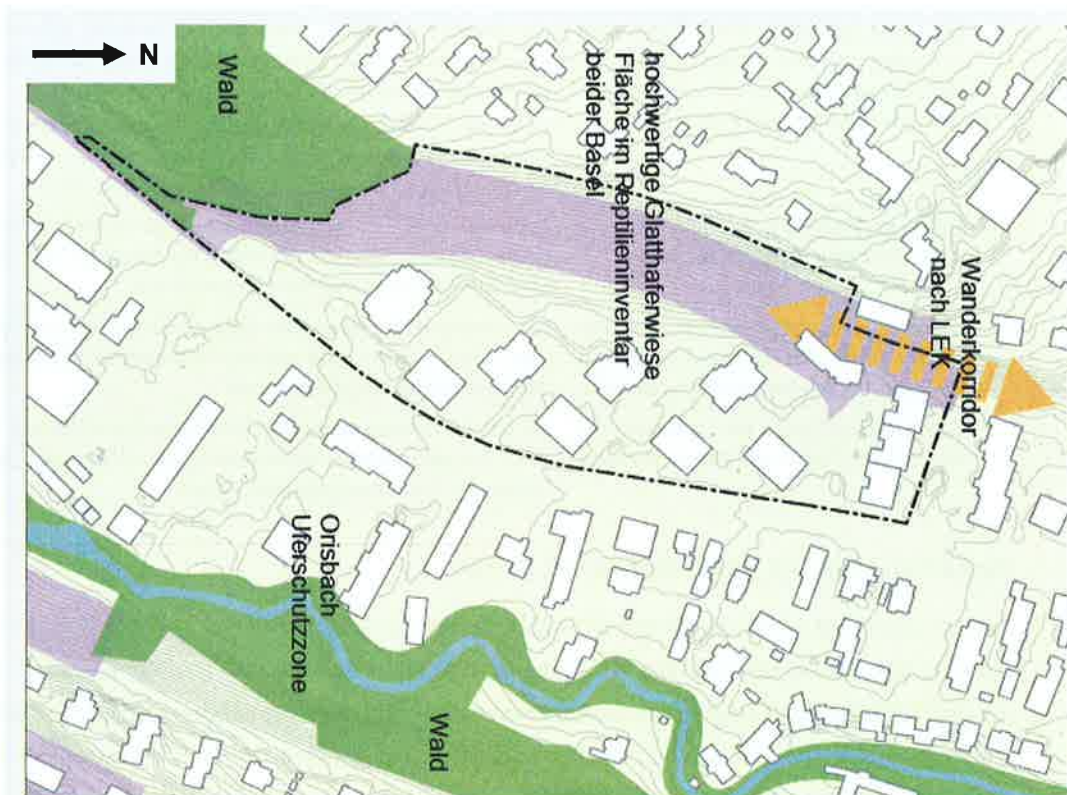 N
Wald
hochwertige Glatthaferwiese
Fläche im Reptilieninventar
beider Basel
Wanderkorridor
nach LEK
Orisbach
Uferschutzzone
Wald